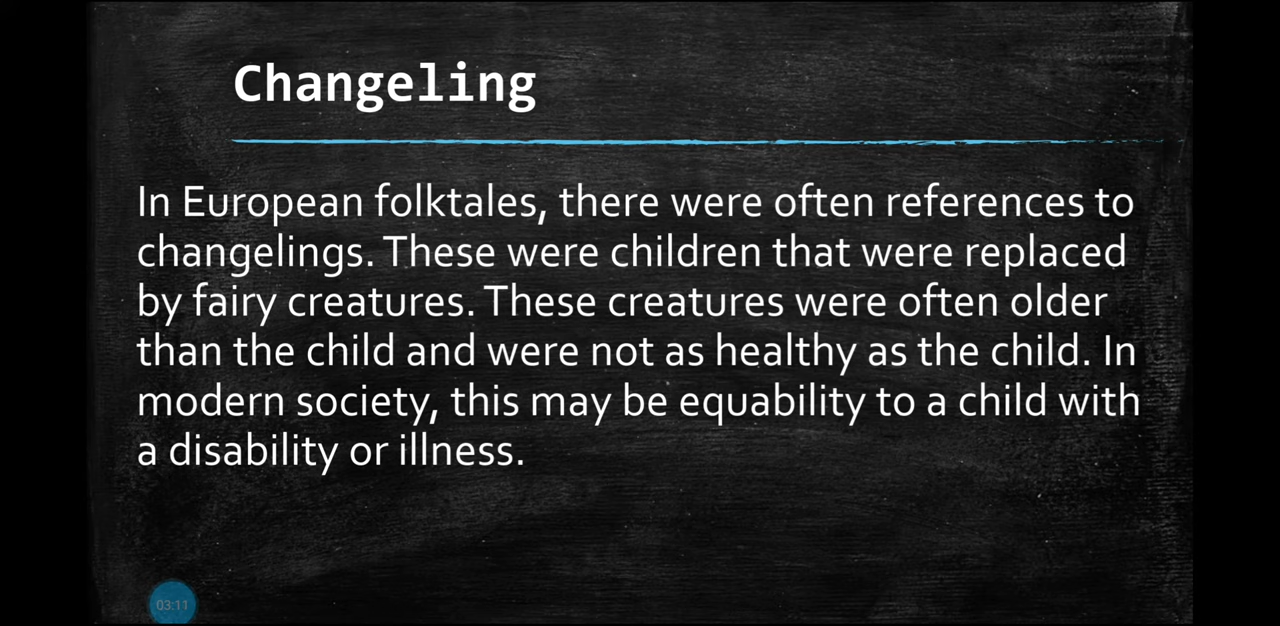 Changeling
In European folktales, there were often references to
changelings. These were children that were replaced
by fairy creatures. These creatures were often older
than the child and were not as healthy as the child. In
modern society, this may be equability to a child with
a disability or illness.
03:11